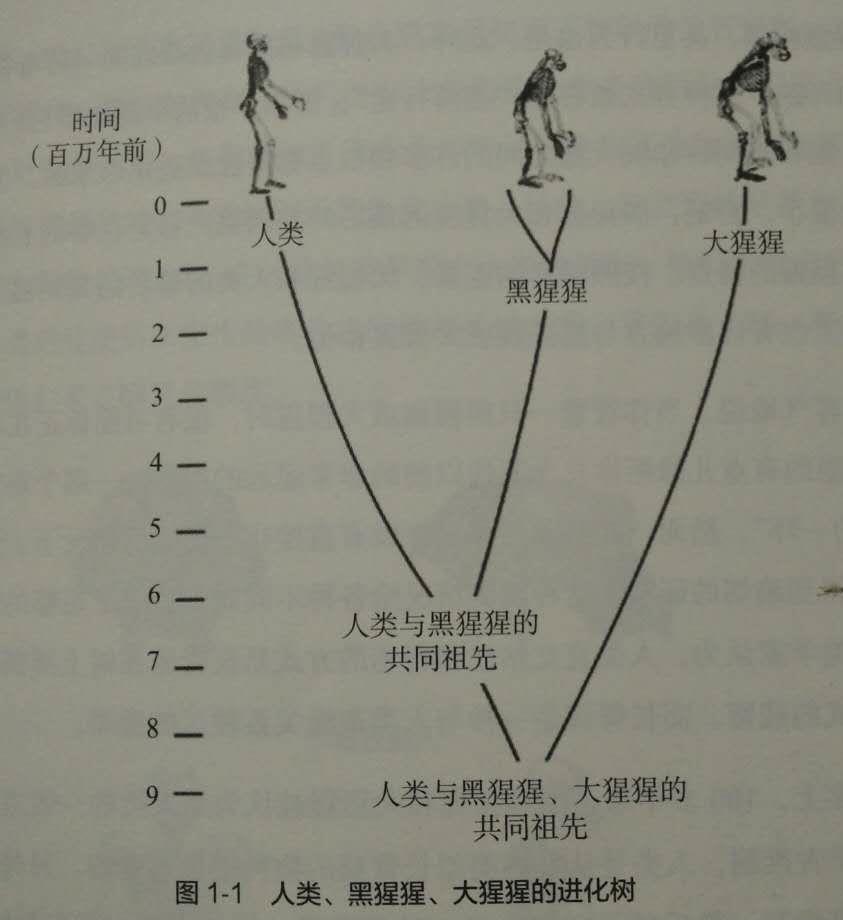 时间
（百万年前）
0
人类
大猩猩
1
黑猩猩
2
3
4
5
6
人类与黑猩猩的
共同祖先
7
8
9
人类与黑猩猩、大猩猩的
共同祖先
图 1-1 人类、黑猩猩、大猩猩的进化树